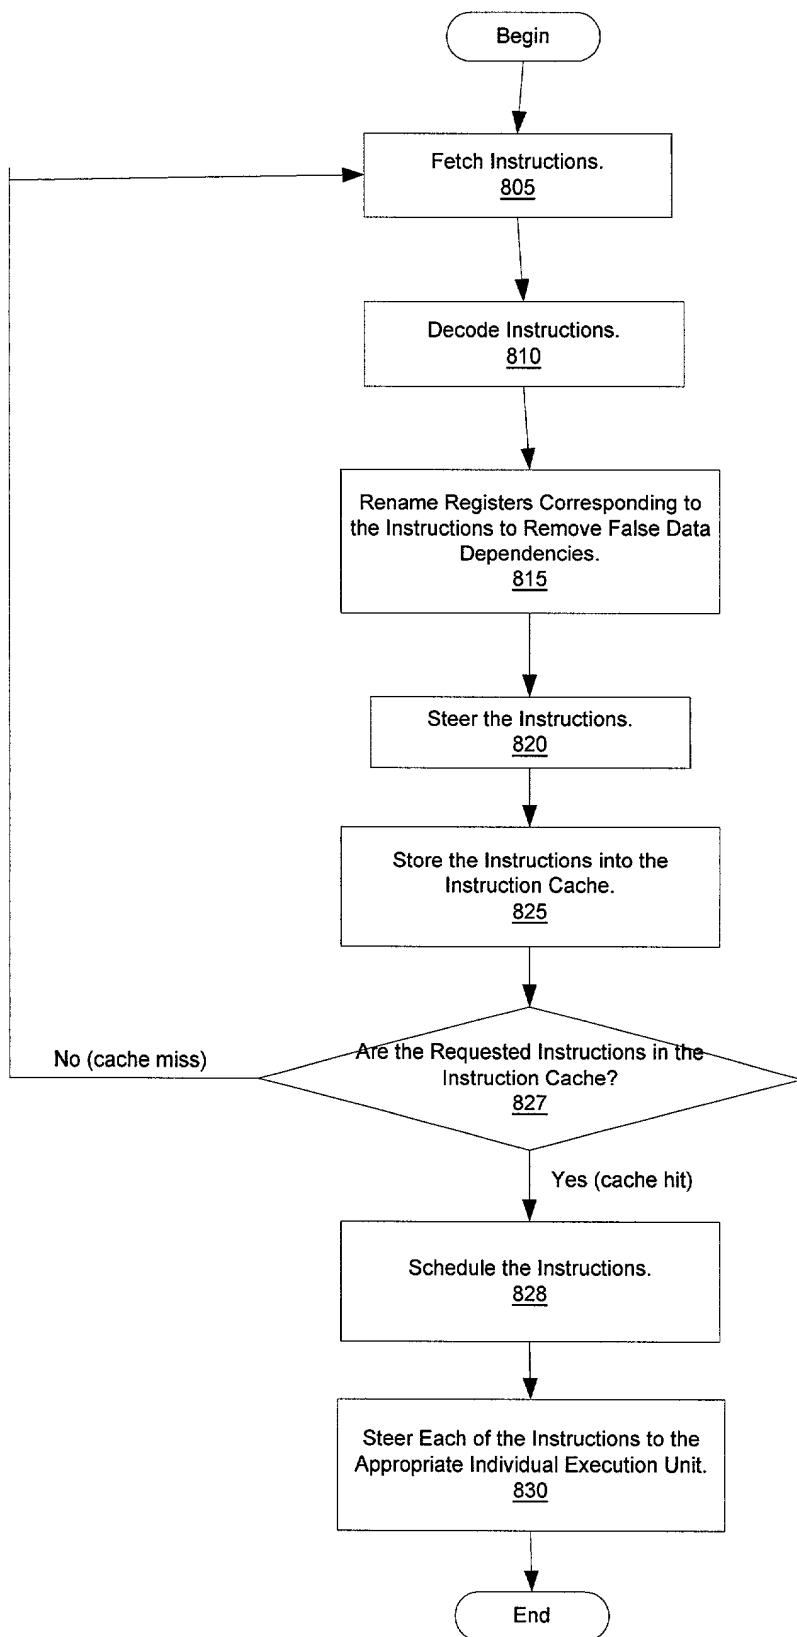 Begin
Fetch Instructions.
805
Decode Instructions.
810
Rename Registers Corresponding to
the Instructions to Remove False Data
Dependencies.
815
Steer the Instructions.
820
Store the Instructions into the
Instruction Cache.
825
No (cache miss)
Are the Requested Instructions in the
Instruction Cache?
827
Yes (cache hit)
Schedule the Instructions.
828
Steer Each of the Instructions to the
Appropriate Individual Execution Unit.
830
End